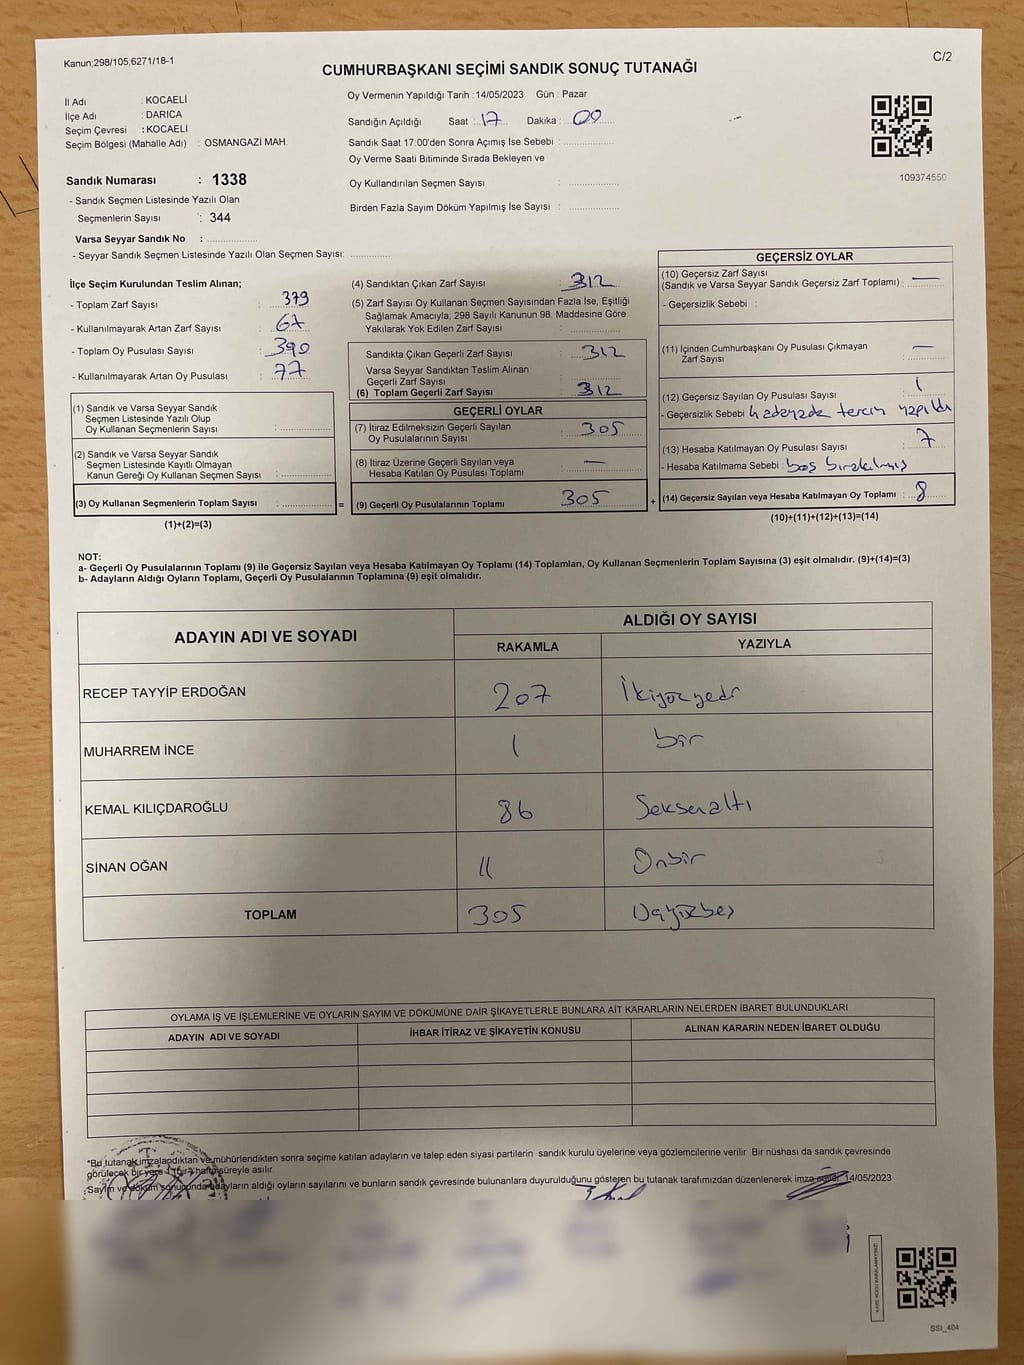 Kanun;298/105;6271/18-1
C/2
CUMHURBAŞKANI SEÇİMİ SANDIK SONUÇ TUTANAĞI
İl Adı : KOCAELİ
İlçe Adı : DARICA
Seçim Çevresi : KOCAELİ
Seçim Bölgesi (Mahalle Adı) : OSMANGAZİ MAH.
Sandık Numarası : 1338
- Sandık Seçmen Listesinde Yazılı Olan
Seçmenlerin Sayısı : 344
Varsa Seyyar Sandık No :
- Seyyar Sandık Seçmen Listesinde Yazılı Olan Seçmen Sayısı:
Oy Vermenin Yapıldığı Tarih : 14/05/2023 Gün : Pazar
Sandığın Açıldığı Saat : 17 Dakika : 00
Sandık Saat 17:00'den Sonra Açımış İse Sebebi :
Oy Verme Saati Bitiminde Sırada Bekleyen ve
Oy Kullandırılan Seçmen Sayısı :
Birden Fazla Sayım Döküm Yapılmış İse Sayısı :
109374550
İlçe Seçim Kurulundan Teslim Alınan;
- Toplam Zarf Sayısı : 379
- Kullanılmayarak Artan Zarf Sayısı : 67
- Toplam Oy Pusulası Sayısı : 390
- Kullanılmayarak Artan Oy Pusulası : 77
(1) Sandık ve Varsa Seyyar Sandık
Seçmen Listesinde Yazılı Olup
Oy Kullanan Seçmenlerin Sayısı :
(2) Sandık ve Varsa Seyyar Sandık
Seçmen Listesinde Kayıtlı Olmayan
Kanun Gereği Oy Kullanan Seçmen Sayısı :
(3) Oy Kullanan Seçmenlerin Toplam Sayısı :
(1)+(2)=(3)
(4) Sandıktan Çıkan Zarf Sayısı : 312
(5) Zarf Sayısı Oy Kullanan Seçmen Sayısından Fazla İse, Eşitliği
Sağlamak Amacıyla; 298 Sayılı Kanunun 98. Maddesine Göre
Yakılarak Yok Edilen Zarf Sayısı :
Sandıkta Çıkan Geçerli Zarf Sayısı : 312
Varsa Seyyar Sandıktan Teslim Alınan
Geçerli Zarf Sayısı :
(6) Toplam Geçerli Zarf Sayısı : 312
GEÇERLİ OYLAR
(7) İtiraz Edilmeksizin Geçerli Sayılan
Oy Pusulalarının Sayısı : 305
(8) İtiraz Üzerine Geçerli Sayılan veya
Hesaba Katılan Oy Pusulası Toplamı : —
= (9) Geçerli Oy Pusulalarının Toplamı : 305 +
GEÇERSİZ OYLAR
(10) Geçersiz Zarf Sayısı
(Sandık ve Varsa Seyyar Sandık Geçersiz Zarf Toplamı) : —
- Geçersizlik Sebebi :
(11) İçinden Cumhurbaşkanı Oy Pusulası Çıkmayan
Zarf Sayısı : —
(12) Geçersiz Sayılan Oy Pusulası Sayısı : 1
- Geçersizlik Sebebi : 4 adayada tercih yapıldı
(13) Hesaba Katılmayan Oy Pusulası Sayısı : 7
- Hesaba Katılmama Sebebi : boş bırakılmış
(14) Geçersiz Sayılan veya Hesaba Katılmayan Oy Toplamı : 8
(10)+(11)+(12)+(13)=(14)
NOT:
a- Geçerli Oy Pusulalarının Toplamı (9) ile Geçersiz Sayılan veya Hesaba Katılmayan Oy Toplamı (14) Toplamları, Oy Kullanan Seçmenlerin Toplam Sayısına (3) eşit olmalıdır. (9)+(14)=(3)
b- Adayların Aldığı Oyların Toplamı, Geçerli Oy Pusulalarının Toplamına (9) eşit olmalıdır.
ADAYIN ADI VE SOYADI ALDIĞI OY SAYISI
RAKAMLA YAZIYLA
RECEP TAYYİP ERDOĞAN 207 İkiyüzyedi
MUHARREM İNCE 1 bir
KEMAL KILIÇDAROĞLU 86 Seksenaltı
SİNAN OĞAN 11 Onbir
TOPLAM 305 Üçyüzbeş
OYLAMA İŞ VE İŞLEMLERİNE VE OYLARIN SAYIM VE DÖKÜMÜNE DAİR ŞİKAYETLERLE BUNLARA AİT KARARLARIN NELERDEN İBARET BULUNDUKLARI
ADAYIN ADI VE SOYADI İHBAR İTİRAZ VE ŞİKAYETİN KONUSU ALINAN KARARIN NEDEN İBARET OLDUĞU
*Bu tutanak imzalandıktan ve mühürlendikten sonra seçime katılan adayların ve talep eden siyasi partilerin sandık kurulu üyelerine veya gözlemcilerine verilir. Bir nüshası da sandık çevresinde
görülecek bir yere 1 (bir) hafta süreyle asılır.
Sayım ve döküm sonucunda adayların aldığı oyların sayılarını ve bunların sandık çevresinde bulunanlara duyurulduğunu gösteren bu tutanak tarafımızdan düzenlenerek imza edildi. 14/05/2023
SSI_404